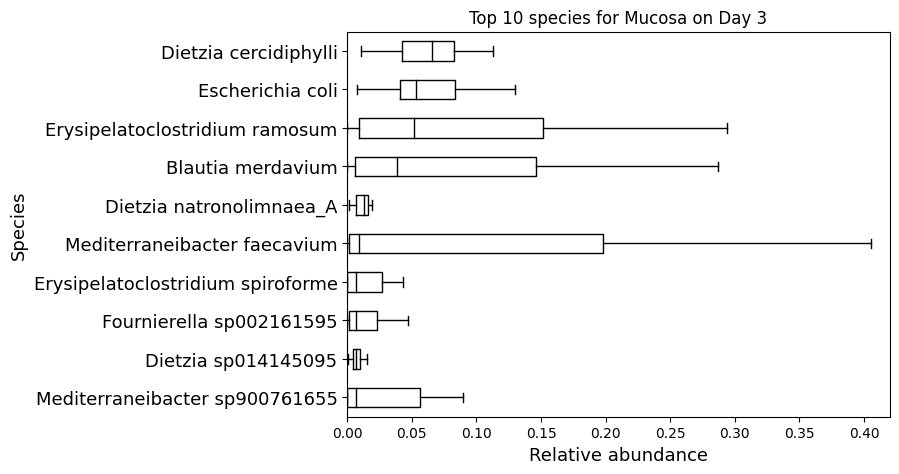 Top 10 species for Mucosa on Day 3
Dietzia cercidiphylli
Escherichia coli
Erysipelatoclostridium ramosum
Blautia merdavium
Dietzia natronolimnaea_A
Mediterraneibacter faecavium
Erysipelatoclostridium spiroforme
Fournierella sp002161595
Dietzia sp014145095
Mediterraneibacter sp900761655
Species
0.00 0.05 0.10 0.15 0.20 0.25 0.30 0.35 0.40
Relative abundance